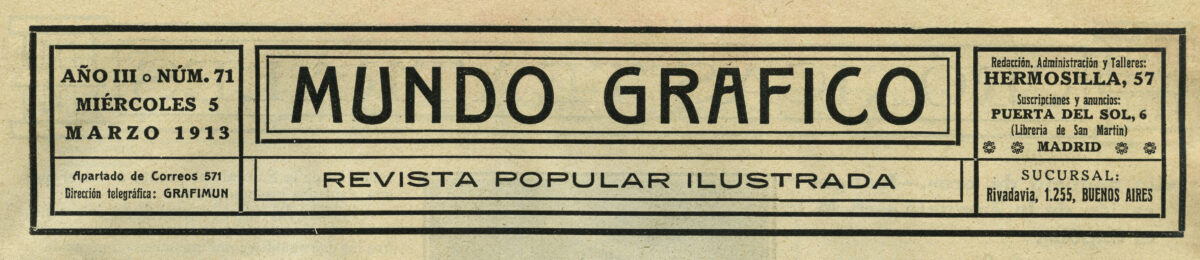 AÑO III o NÚM. 71
MIÉRCOLES 5
MARZO 1913
Apartado de Correos 571
Dirección telegráfica: GRAFIMUN
MUNDO GRAFICO
REVISTA POPULAR ILUSTRADA
Redacción, Administración y Talleres:
HERMOSILLA, 57
Suscripciones y anuncios:
PUERTA DEL SOL, 6
(Libreria de San Martin)
MADRID
SUCURSAL:
Rivadavia, 1.255, BUENOS AIRES